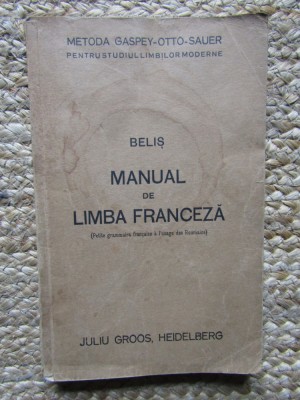 METODA GASPEY-OTTO-SAUER
PENTRU STUDIUL LIMBILOR MODERNE
BELIȘ
MANUAL
DE
LIMBA FRANCEZĂ
(Petite grammaire française à l'usage des Roumains)
JULIU GROOS, HEIDELBERG